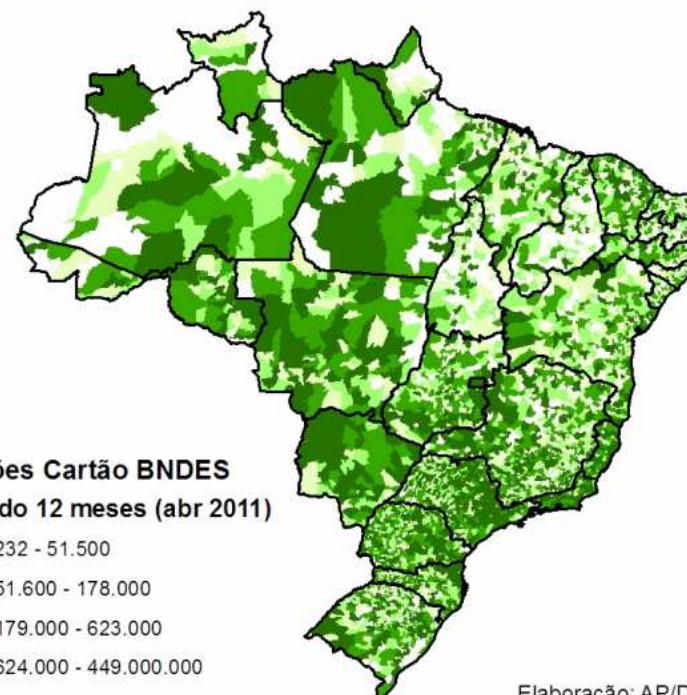 ões Cartão BNDES
do 12 meses (abr 2011)
232 - 51.500
51.600 - 178.000
179.000 - 623.000
624.000 - 449.000.000
Elaboração: AP/D